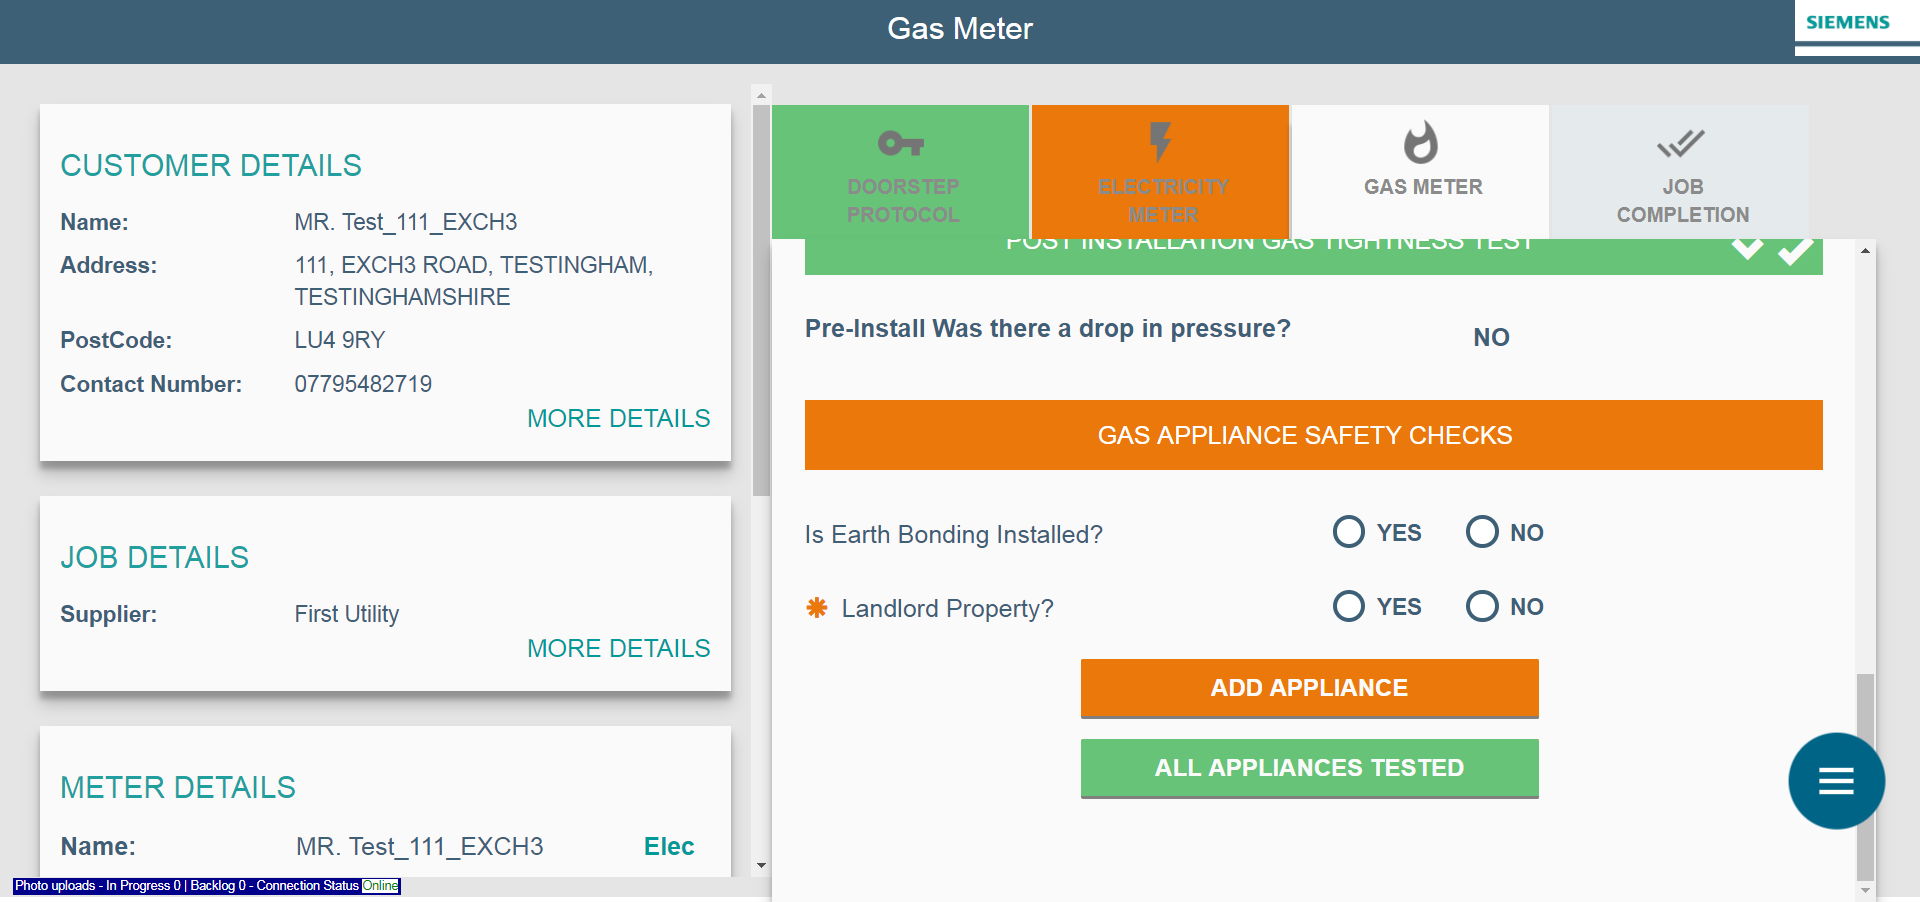 Gas Meter
SIEMENS
CUSTOMER DETAILS
Name: MR. Test_111_EXCH3
Address: 111, EXCH3 ROAD, TESTINGHAM,
TESTINGHAMSHIRE
PostCode: LU4 9RY
Contact Number: 07795482719
MORE DETAILS
JOB DETAILS
Supplier: First Utility
MORE DETAILS
METER DETAILS
Name: MR. Test_111_EXCH3 Elec
Photo uploads - In Progress 0 | Backlog 0 - Connection Status Online
DOORSTEP
PROTOCOL
ELECTRICITY
METER
GAS METER
JOB
COMPLETION
POST INSTALLATION GAS TIGHTNESS TEST
Pre-Install Was there a drop in pressure? NO
GAS APPLIANCE SAFETY CHECKS
Is Earth Bonding Installed? YES NO
✱ Landlord Property? YES NO
ADD APPLIANCE
ALL APPLIANCES TESTED